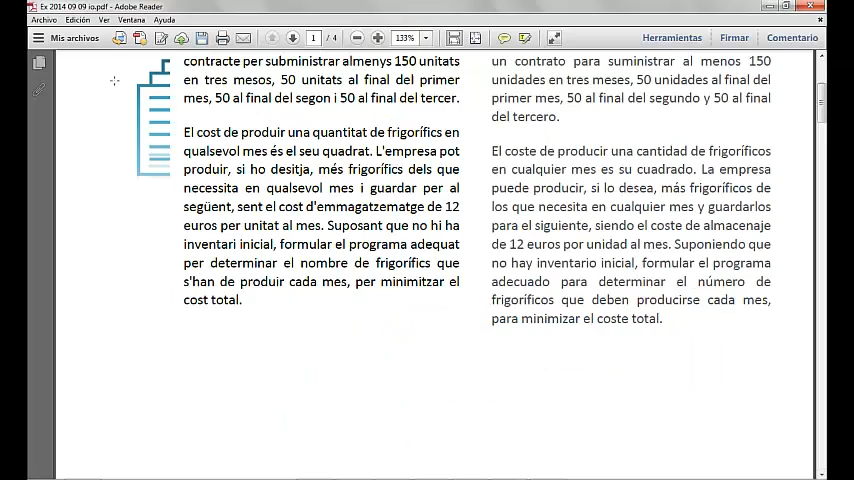 Ex 2014 09 09 io.pdf - Adobe Reader
Archivo Edición Ver Ventana Ayuda
Mis archivos 1 / 4 133% Herramientas Firmar Comentario
contracte per subministrar almenys 150 unitats
en tres mesos, 50 unitats al final del primer
mes, 50 al final del segon i 50 al final del tercer.
El cost de produir una quantitat de frigorífics en
qualsevol mes és el seu quadrat. L'empresa pot
produir, si ho desitja, més frigorífics dels que
necessita en qualsevol mes i guardar per al
següent, sent el cost d'emmagatzematge de 12
euros per unitat al mes. Suposant que no hi ha
inventari inicial, formular el programa adequat
per determinar el nombre de frigorífics que
s'han de produir cada mes, per minimitzar el
cost total.
un contrato para suministrar al menos 150
unidades en tres meses, 50 unidades al final del
primer mes, 50 al final del segundo y 50 al final
del tercero.
El coste de producir una cantidad de frigoríficos
en cualquier mes es su cuadrado. La empresa
puede producir, si lo desea, más frigoríficos de
los que necesita en cualquier mes y guardarlos
para el siguiente, siendo el coste de almacenaje
de 12 euros por unidad al mes. Suponiendo que
no hay inventario inicial, formular el programa
adecuado para determinar el número de
frigoríficos que deben producirse cada mes,
para minimizar el coste total.